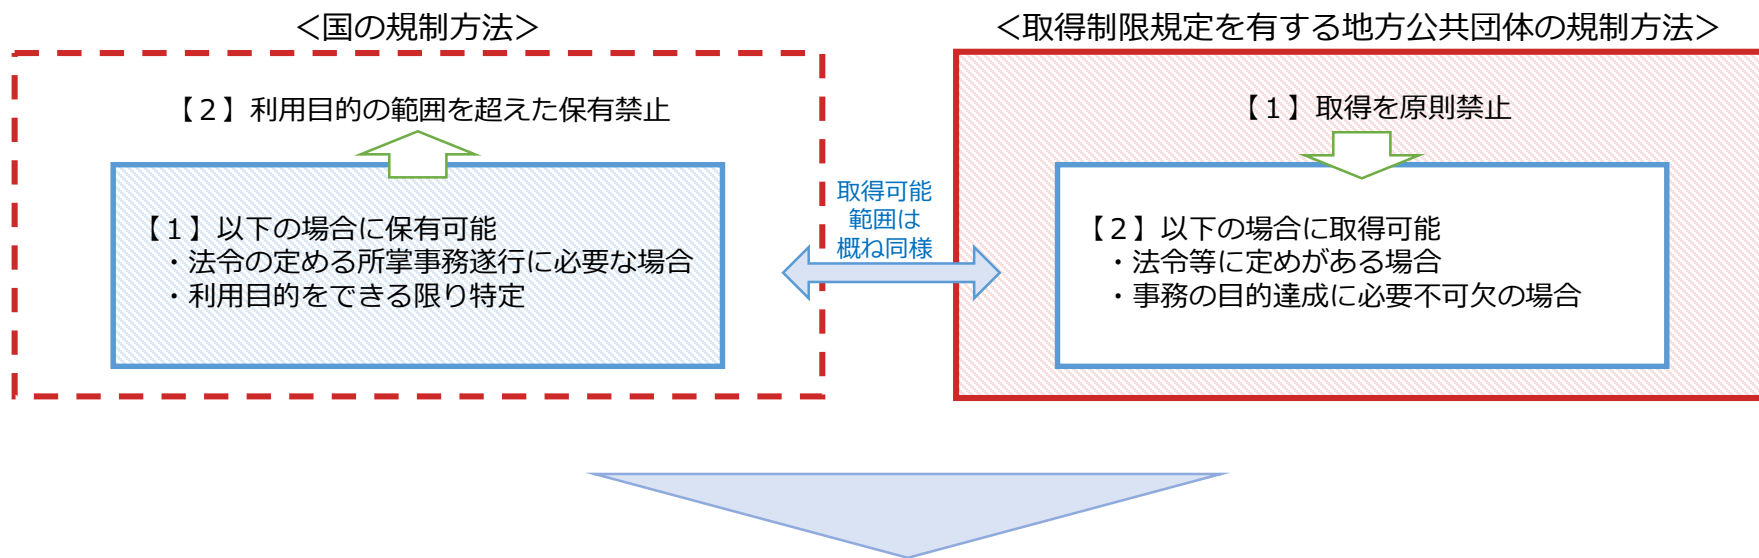 ＜国の規制方法＞
【２】利用目的の範囲を超えた保有禁止
【１】以下の場合に保有可能
・法令の定める所掌事務遂行に必要な場合
・利用目的をできる限り特定
取得可能
範囲は
概ね同様
＜取得制限規定を有する地方公共団体の規制方法＞
【１】取得を原則禁止
【２】以下の場合に取得可能
・法令等に定めがある場合
・事務の目的達成に必要不可欠の場合